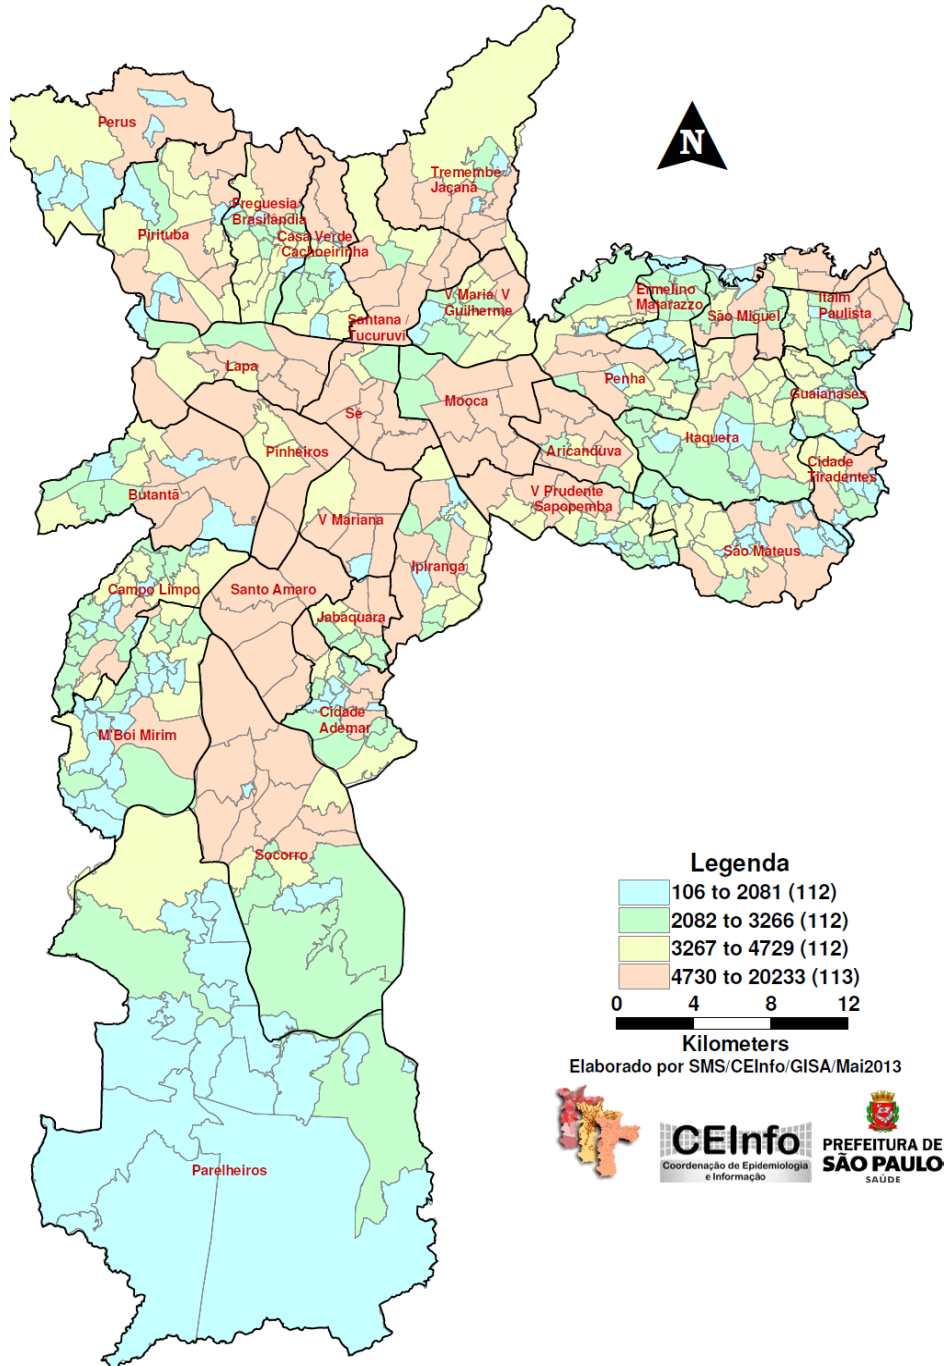 Perus
N
Tremembé
Jaçanã
Freguesia
Brasilândia
Pirituba
Casa Verde
Cachoeirinha
V Maria/ V
Guilherme
Ermelino
Matarazzo
São Miguel
Itaim
Paulista
Santana /
Tucuruvi
Lapa
Penha
Guaianases
Sé
Mooca
Itaquera
Pinheiros
Aricanduva
Cidade
Tiradentes
Butantã
V Prudente
Sapopemba
V Mariana
São Mateus
Ipiranga
Campo Limpo
Santo Amaro
Jabaquara
Cidade
Ademar
M'Boi Mirim
Socorro
Legenda
106 to 2081 (112)
2082 to 3266 (112)
3267 to 4729 (112)
4730 to 20233 (113)
0 4 8 12
Kilometers
Elaborado por SMS/CEInfo/GISA/Mai2013
CEInfo
Coordenação de Epidemiologia
e Informação
PREFEITURA DE
SÃO PAULO
SAÚDE
Parelheiros